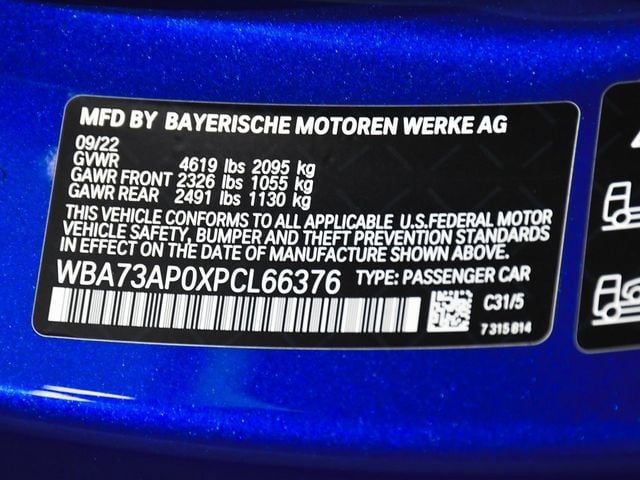 MFD BY BAYERISCHE MOTOREN WERKE AG
09/22
GVWR 4619 lbs 2095 kg
GAWR FRONT 2326 lbs 1055 kg
GAWR REAR 2491 lbs 1130 kg
THIS VEHICLE CONFORMS TO ALL APPLICABLE U.S.FEDERAL MOTOR
VEHICLE SAFETY, BUMPER AND THEFT PREVENTION STANDARDS
IN EFFECT ON THE DATE OF MANUFACTURE SHOWN ABOVE.
WBA73AP0XPCL66376 TYPE: PASSENGER CAR
C31/5
7 315 814